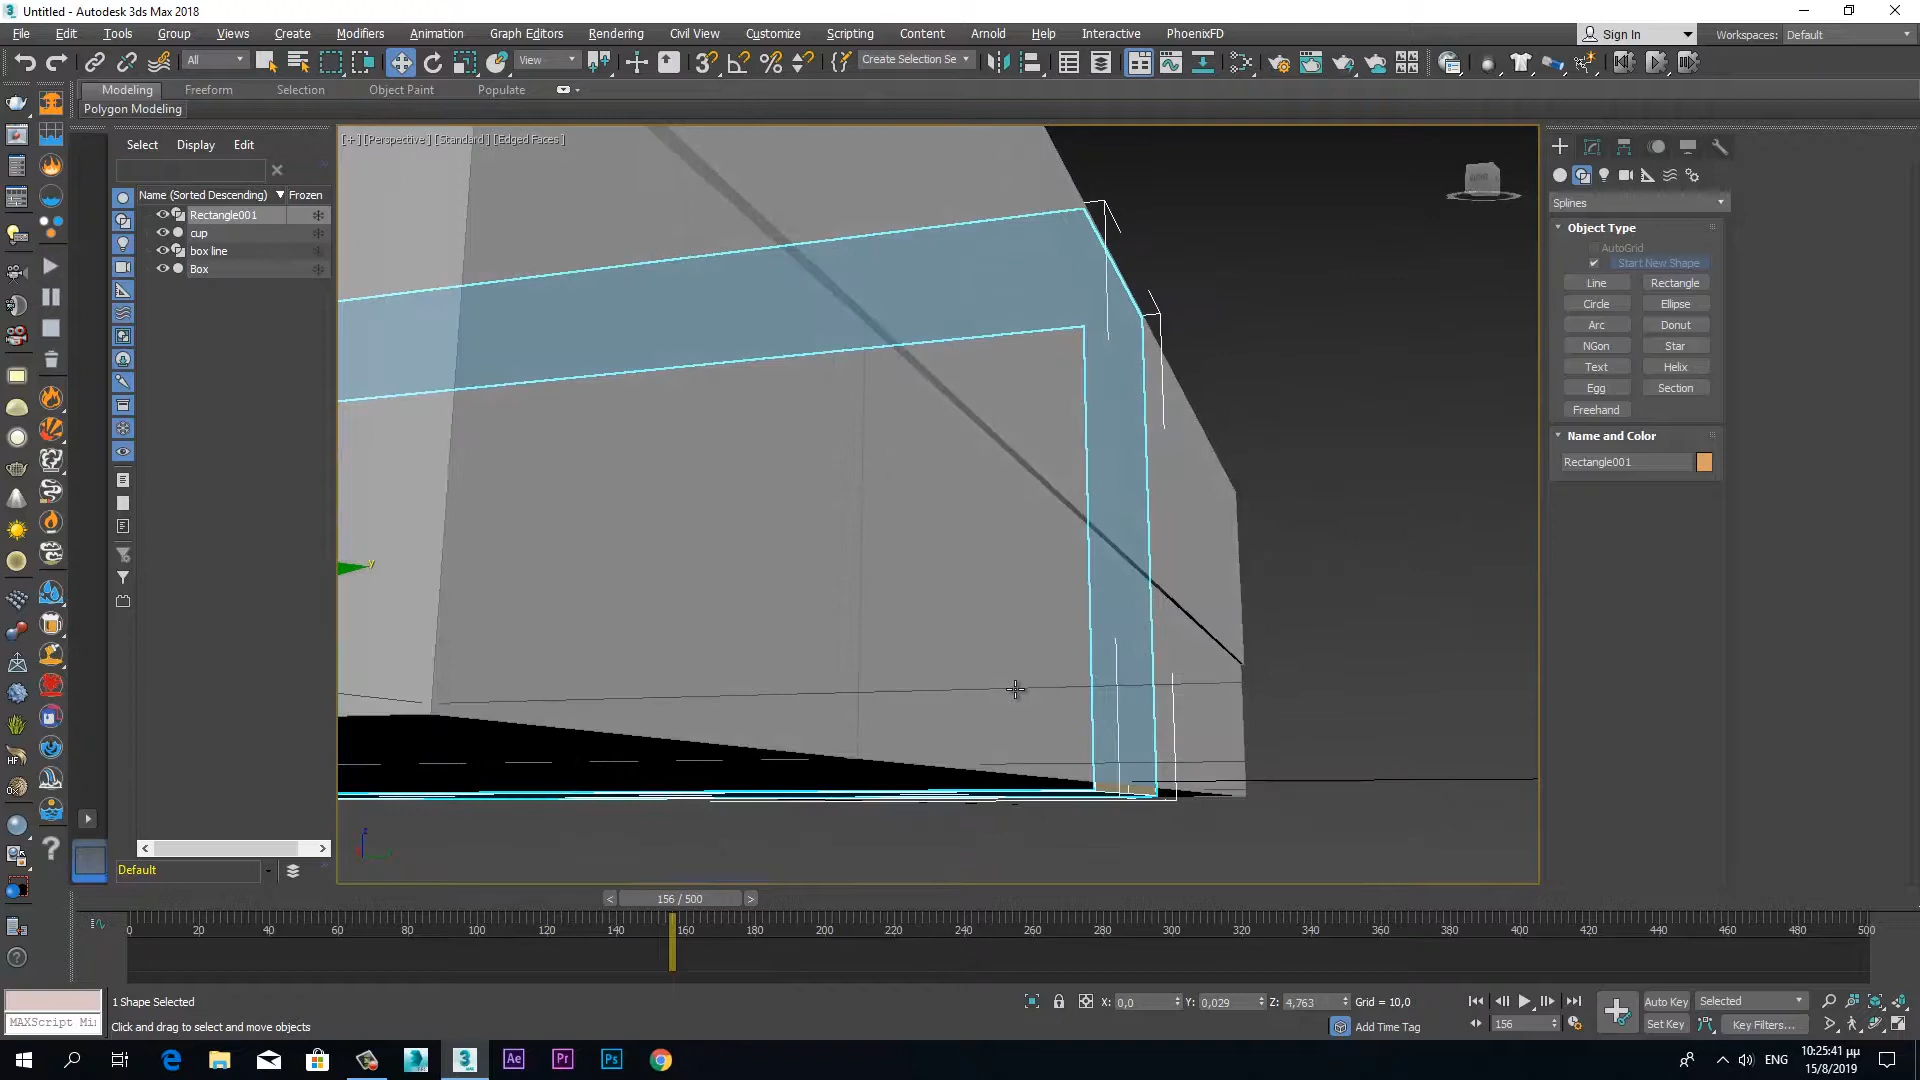 Untitled - Autodesk 3ds Max 2018
File Edit Tools Group Views Create Modifiers Animation Graph Editors Rendering Civil View Customize Scripting Content Arnold Help Interactive PhoenixFD
Sign In Workspaces: Default
All View Create Selection Se
Modeling Freeform Selection Object Paint Populate
Polygon Modeling
Select Display Edit
[+] [Perspective] [Standard] [Edged Faces]
Name (Sorted Descending) Frozen
Rectangle001
cup
box line
Box
Splines
Object Type
AutoGrid
Start New Shape
Line Rectangle
Circle Ellipse
Arc Donut
NGon Star
Text Helix
Egg Section
Freehand
Name and Color
Rectangle001
y
z
HF
Default
< 156 / 500 >
0 20 40 60 80 100 120 140 160 180 200 220 240 260 280 300 320 340 360 380 400 420 440 460 480 500
1 Shape Selected
X: 0,0 Y: 0,029 Z: 4,763 Grid = 10,0
Auto Key Selected
MAXScript Mi
Click and drag to select and move objects
Add Time Tag
156
Set Key Key Filters...
ENG
10:25:41 μμ
15/8/2019